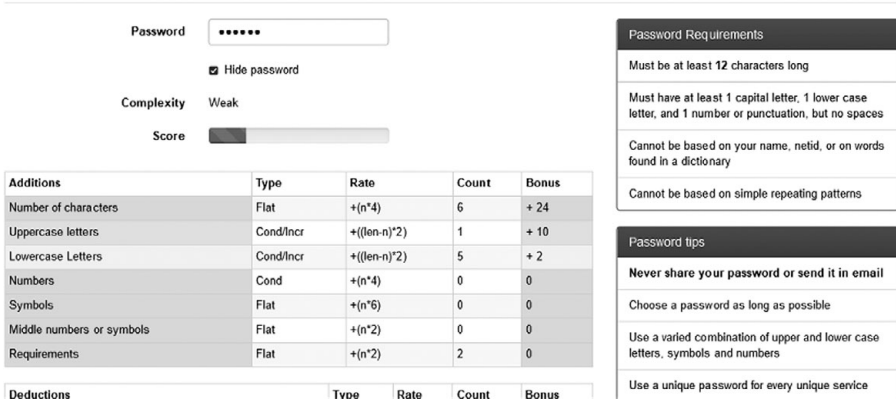 Password ••••••
Hide password
Complexity Weak
Score
Additions Type Rate Count Bonus
Number of characters Flat +(n*4) 6 + 24
Uppercase letters Cond/Incr +((len-n)*2) 1 + 10
Lowercase Letters Cond/Incr +((len-n)*2) 5 + 2
Numbers Cond +(n*4) 0 0
Symbols Flat +(n*6) 0 0
Middle numbers or symbols Flat +(n*2) 0 0
Requirements Flat +(n*2) 2 0
Deductions Type Rate Count Bonus
Password Requirements
Must be at least 12 characters long
Must have at least 1 capital letter, 1 lower case
letter, and 1 number or punctuation, but no spaces
Cannot be based on your name, netid, or on words
found in a dictionary
Cannot be based on simple repeating patterns
Password tips
Never share your password or send it in email
Choose a password as long as possible
Use a varied combination of upper and lower case
letters, symbols and numbers
Use a unique password for every unique service